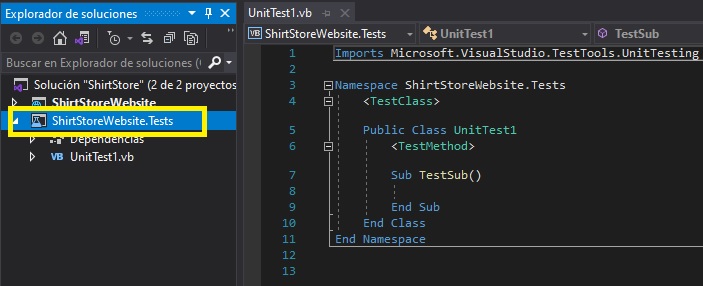 Explorador de soluciones
Buscar en Explorador de soluciones
Solución "ShirtStore" (2 de 2 proyectos
ShirtStoreWebsite
ShirtStoreWebsite.Tests
Dependencias
VB UnitTest1.vb
UnitTest1.vb
VB ShirtStoreWebsite.Tests
UnitTest1
TestSub
1 Imports Microsoft.VisualStudio.TestTools.UnitTesting
2
3 Namespace ShirtStoreWebsite.Tests
4 <TestClass>
5 Public Class UnitTest1
6 <TestMethod>
7 Sub TestSub()
8
9 End Sub
10 End Class
11 End Namespace
12
13